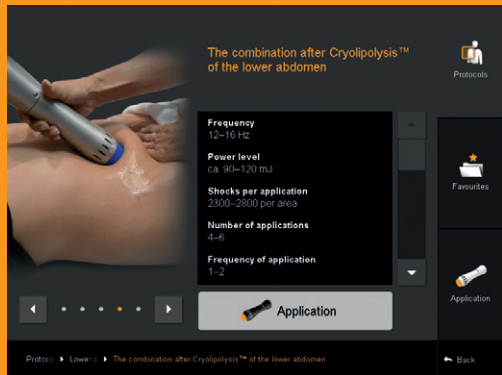 The combination after Cryolipolysis™
of the lower abdomen
Protocols
Frequency
12–16 Hz
Power level
ca. 90–120 mJ
Shocks per application
2300–2800 per area
Number of applications
4–6
Frequency of application
1–2
Favourites
Application
Application
The combination after Cryolipolysis™ of the lower abdomen
Back